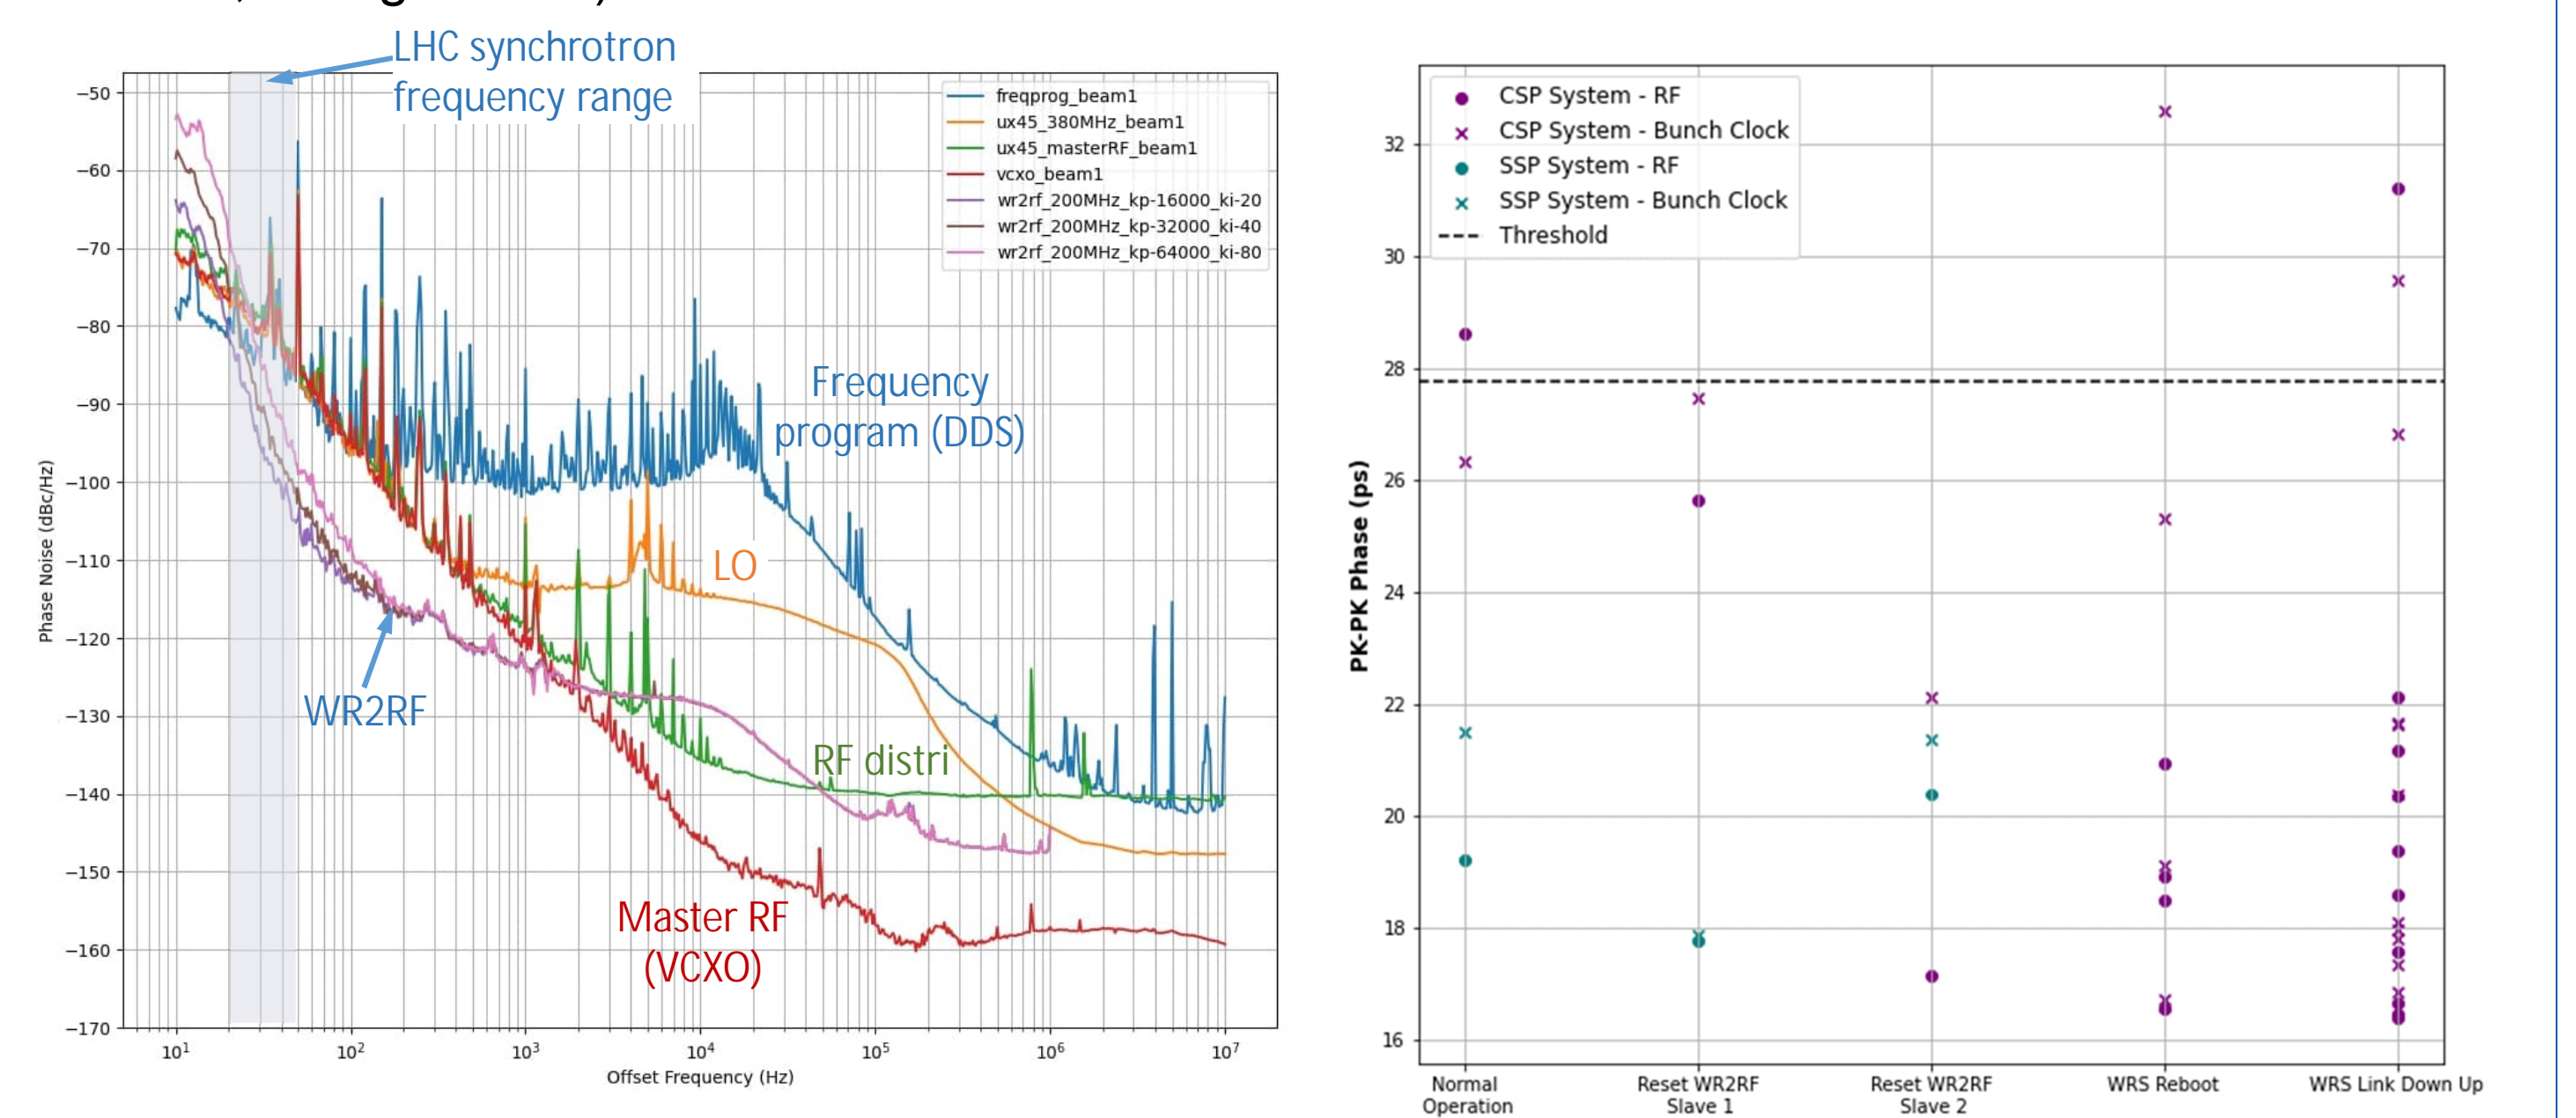 LHC synchrotron
frequency range
−50
−60
−70
−80
−90
−100
−110
−120
−130
−140
−150
−160
−170
Phase Noise (dBc/Hz)
freqprog_beam1
ux45_380MHz_beam1
ux45_masterRF_beam1
vcxo_beam1
wr2rf_200MHz_kp-16000_ki-20
wr2rf_200MHz_kp-32000_ki-40
wr2rf_200MHz_kp-64000_ki-80
Frequency
program (DDS)
LO
WR2RF
RF distri
Master RF
(VCXO)
10¹
10²
10³
10⁴
10⁵
10⁶
10⁷
Offset Frequency (Hz)
CSP System - RF
CSP System - Bunch Clock
SSP System - RF
SSP System - Bunch Clock
Threshold
32
30
28
26
24
22
20
18
16
PK-PK Phase (ps)
Normal
Operation
Reset WR2RF
Slave 1
Reset WR2RF
Slave 2
WRS Reboot
WRS Link Down Up